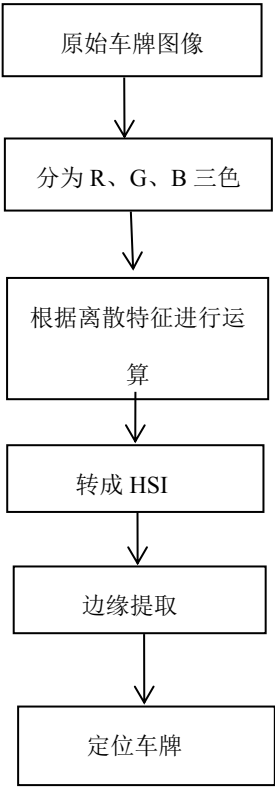 原始车牌图像
分为 R、G、B 三色
根据离散特征进行运
算
转成 HSI
边缘提取
定位车牌